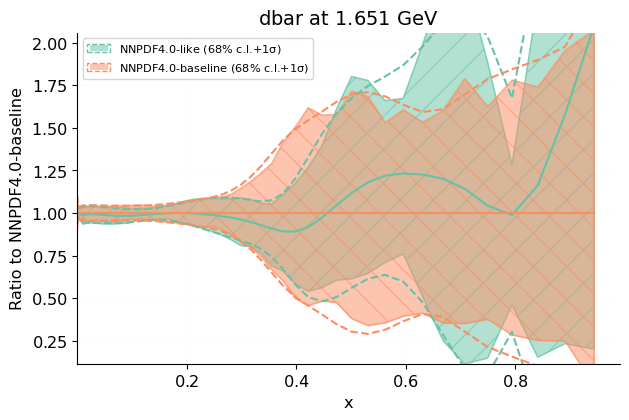 dbar at 1.651 GeV
NNPDF4.0-like (68% c.l.+1σ)
NNPDF4.0-baseline (68% c.l.+1σ)
Ratio to NNPDF4.0-baseline
2.00
1.75
1.50
1.25
1.00
0.75
0.50
0.25
0.2 0.4 0.6 0.8
x